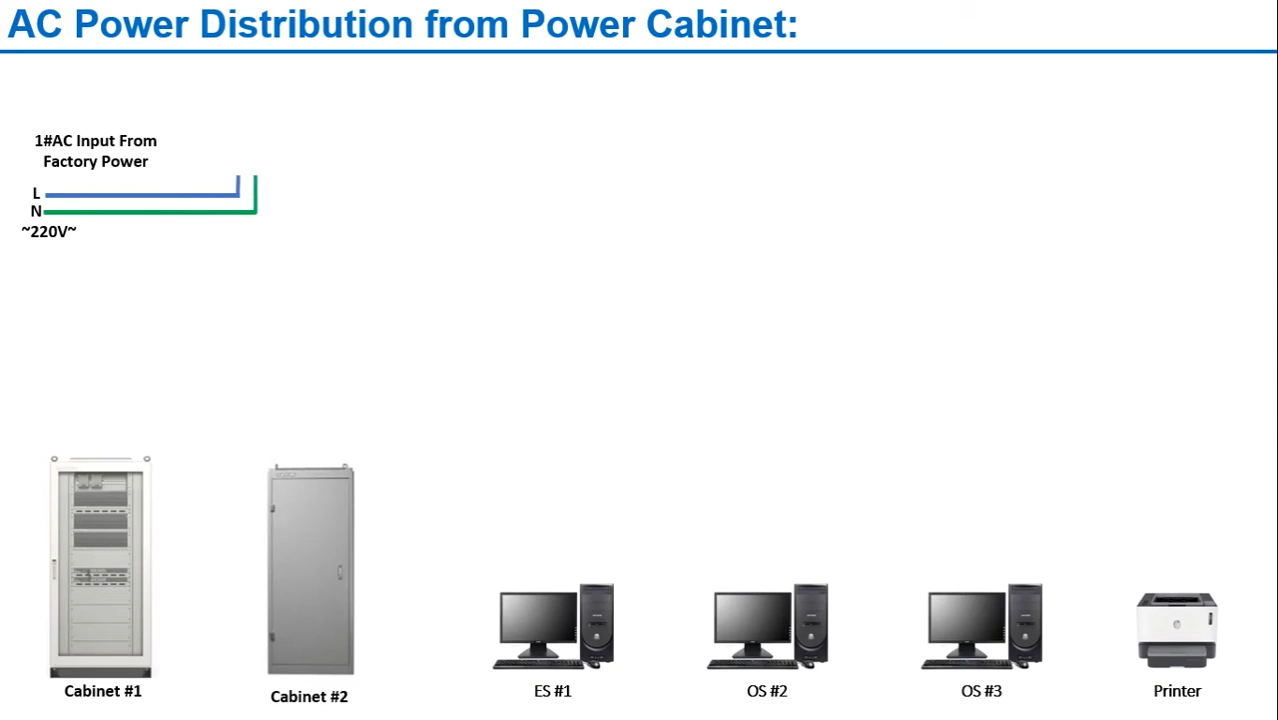 AC Power Distribution from Power Cabinet:
1#AC Input From
Factory Power
L
N
~220V~
Cabinet #1
Cabinet #2
ES #1
OS #2
OS #3
Printer